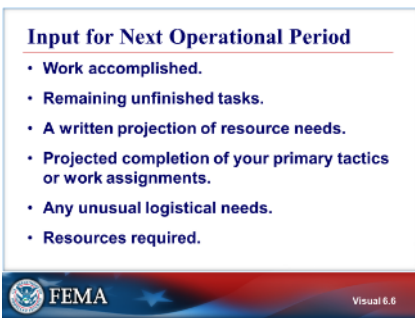 Input for Next Operational Period
• Work accomplished.
• Remaining unfinished tasks.
• A written projection of resource needs.
• Projected completion of your primary tactics
or work assignments.
• Any unusual logistical needs.
• Resources required.
FEMA
Visual 6.6